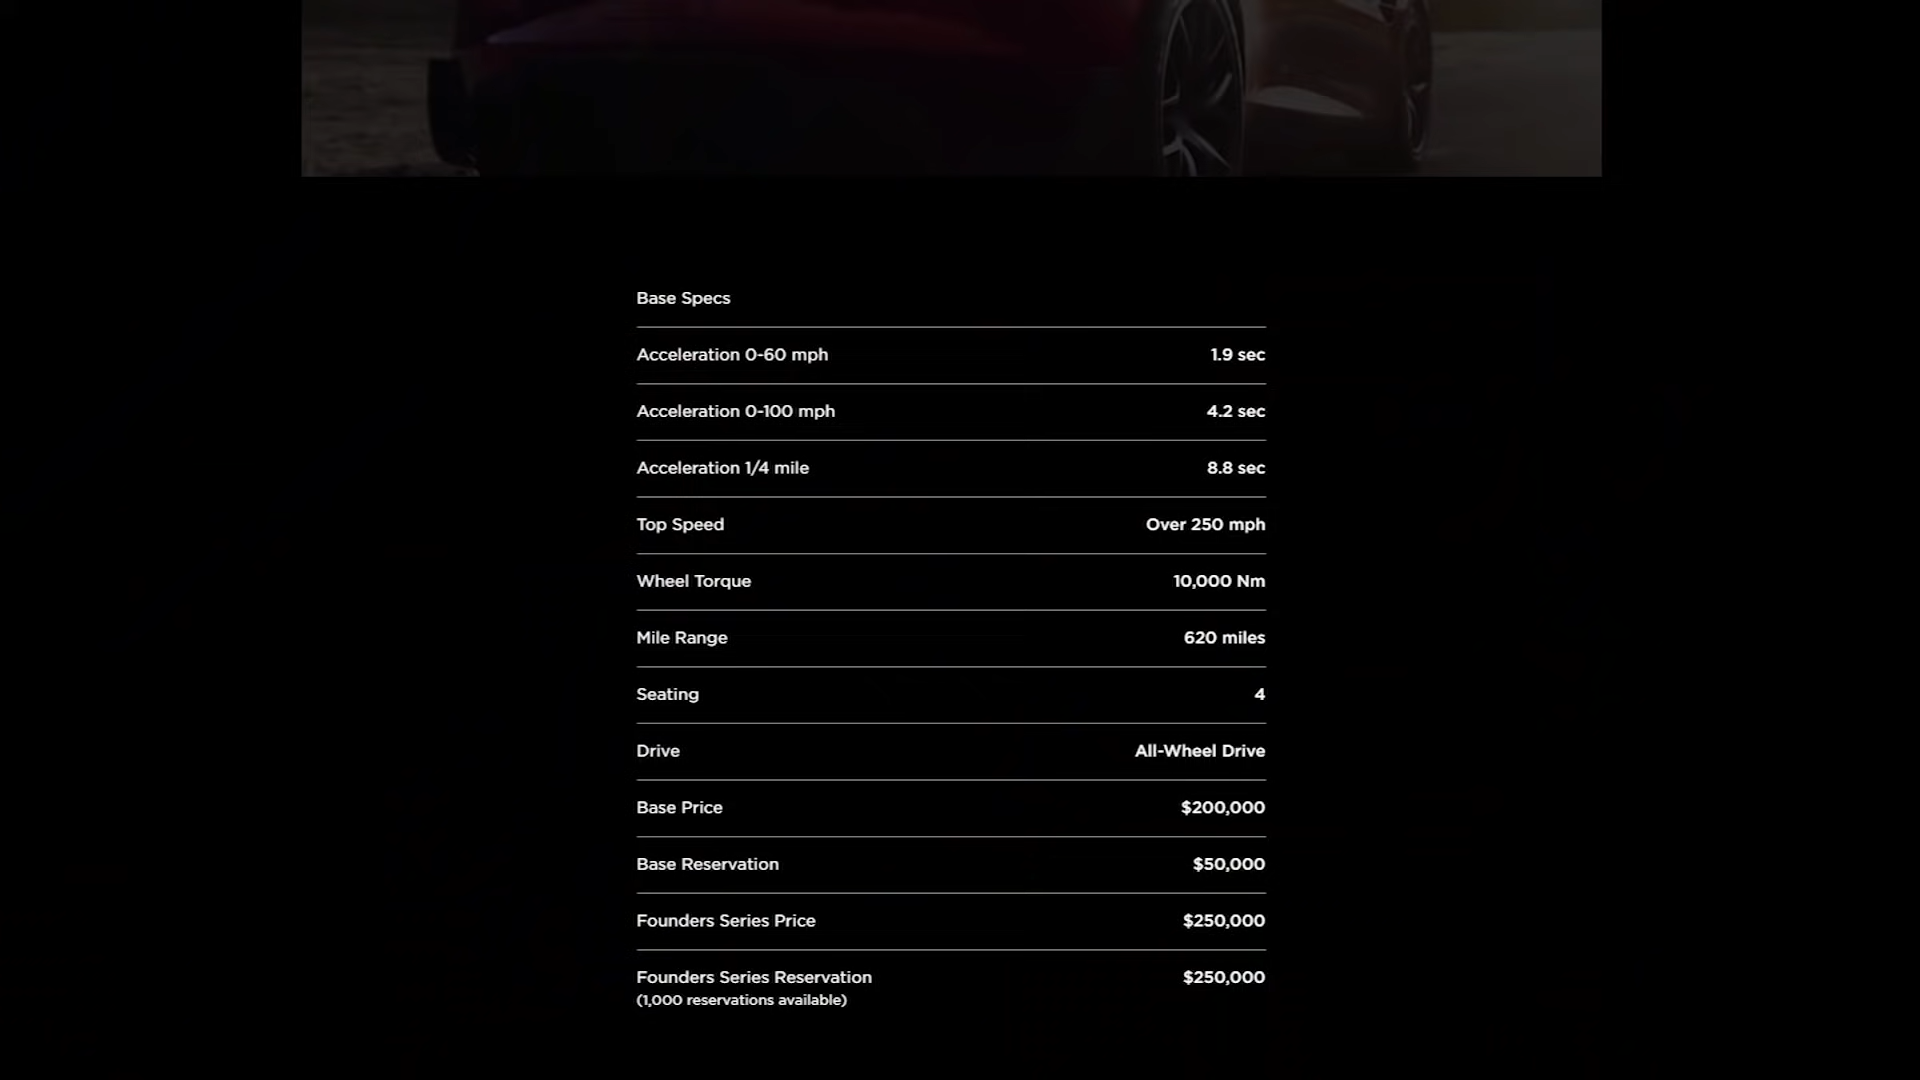 Base Specs
Acceleration 0-60 mph 1.9 sec
Acceleration 0-100 mph 4.2 sec
Acceleration 1/4 mile 8.8 sec
Top Speed Over 250 mph
Wheel Torque 10,000 Nm
Mile Range 620 miles
Seating 4
Drive All-Wheel Drive
Base Price $200,000
Base Reservation $50,000
Founders Series Price $250,000
Founders Series Reservation $250,000
(1,000 reservations available)